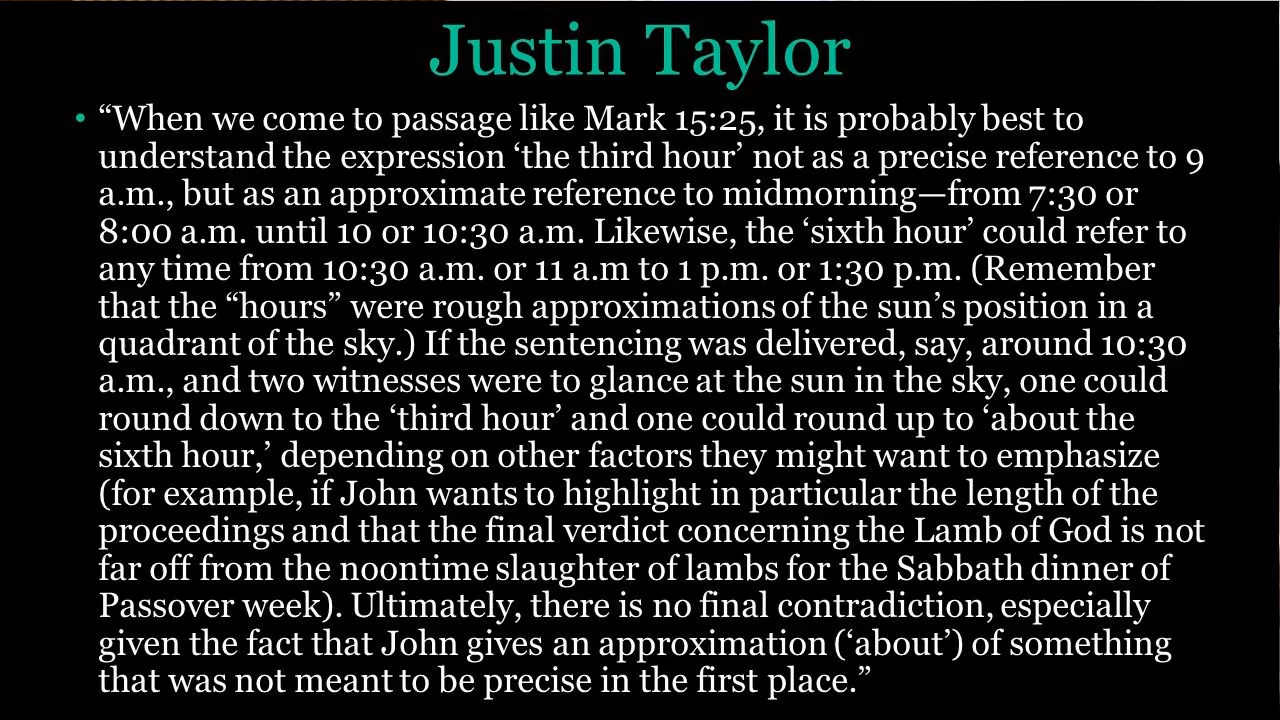 Justin Taylor
• “When we come to passage like Mark 15:25, it is probably best to
understand the expression ‘the third hour’ not as a precise reference to 9
a.m., but as an approximate reference to midmorning—from 7:30 or
8:00 a.m. until 10 or 10:30 a.m. Likewise, the ‘sixth hour’ could refer to
any time from 10:30 a.m. or 11 a.m to 1 p.m. or 1:30 p.m. (Remember
that the “hours” were rough approximations of the sun’s position in a
quadrant of the sky.) If the sentencing was delivered, say, around 10:30
a.m., and two witnesses were to glance at the sun in the sky, one could
round down to the ‘third hour’ and one could round up to ‘about the
sixth hour,’ depending on other factors they might want to emphasize
(for example, if John wants to highlight in particular the length of the
proceedings and that the final verdict concerning the Lamb of God is not
far off from the noontime slaughter of lambs for the Sabbath dinner of
Passover week). Ultimately, there is no final contradiction, especially
given the fact that John gives an approximation (‘about’) of something
that was not meant to be precise in the first place.”